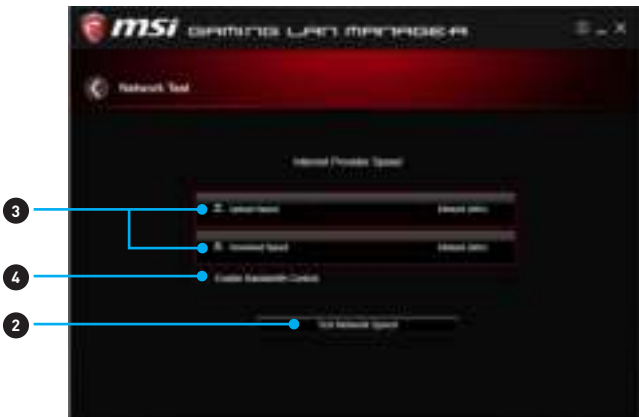 msi GAMING LAN MANAGER
Network Test
Internet Provider Speed
3
Upload Speed
Download Speed
4
Enable Bandwidth Control
2
Test Network Speed